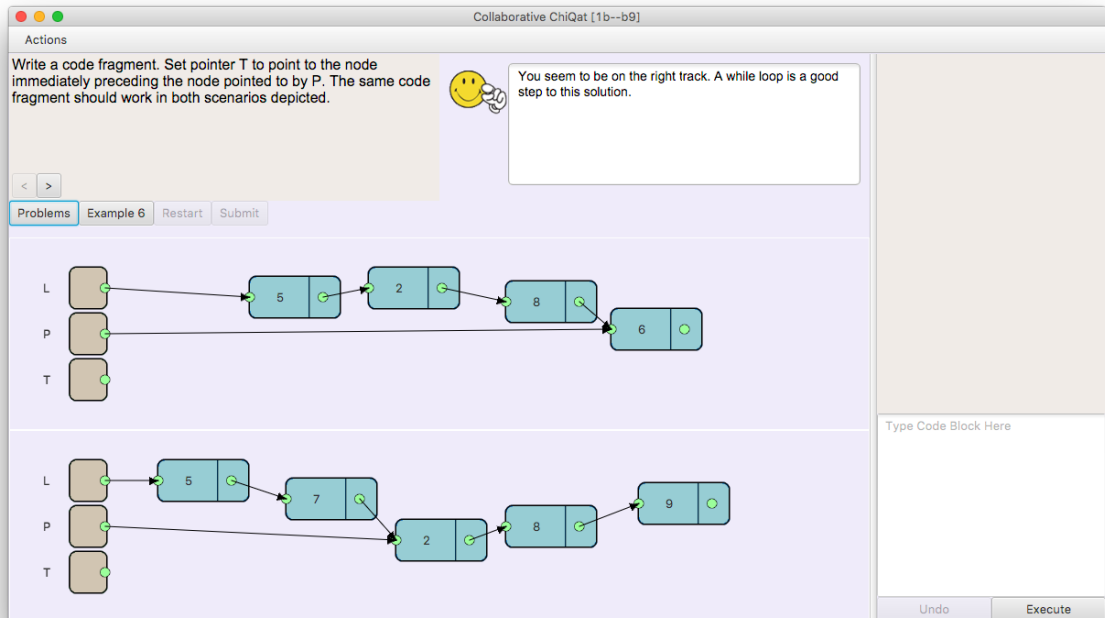 Collaborative ChiQat [1b--b9]
Actions
Write a code fragment. Set pointer T to point to the node
immediately preceding the node pointed to by P. The same code
fragment should work in both scenarios depicted.
You seem to be on the right track. A while loop is a good
step to this solution.
< >
Problems Example 6 Restart Submit
L 5 2 8
P 6
T
L 5 7 9
P 2 8
T
Type Code Block Here
Undo Execute